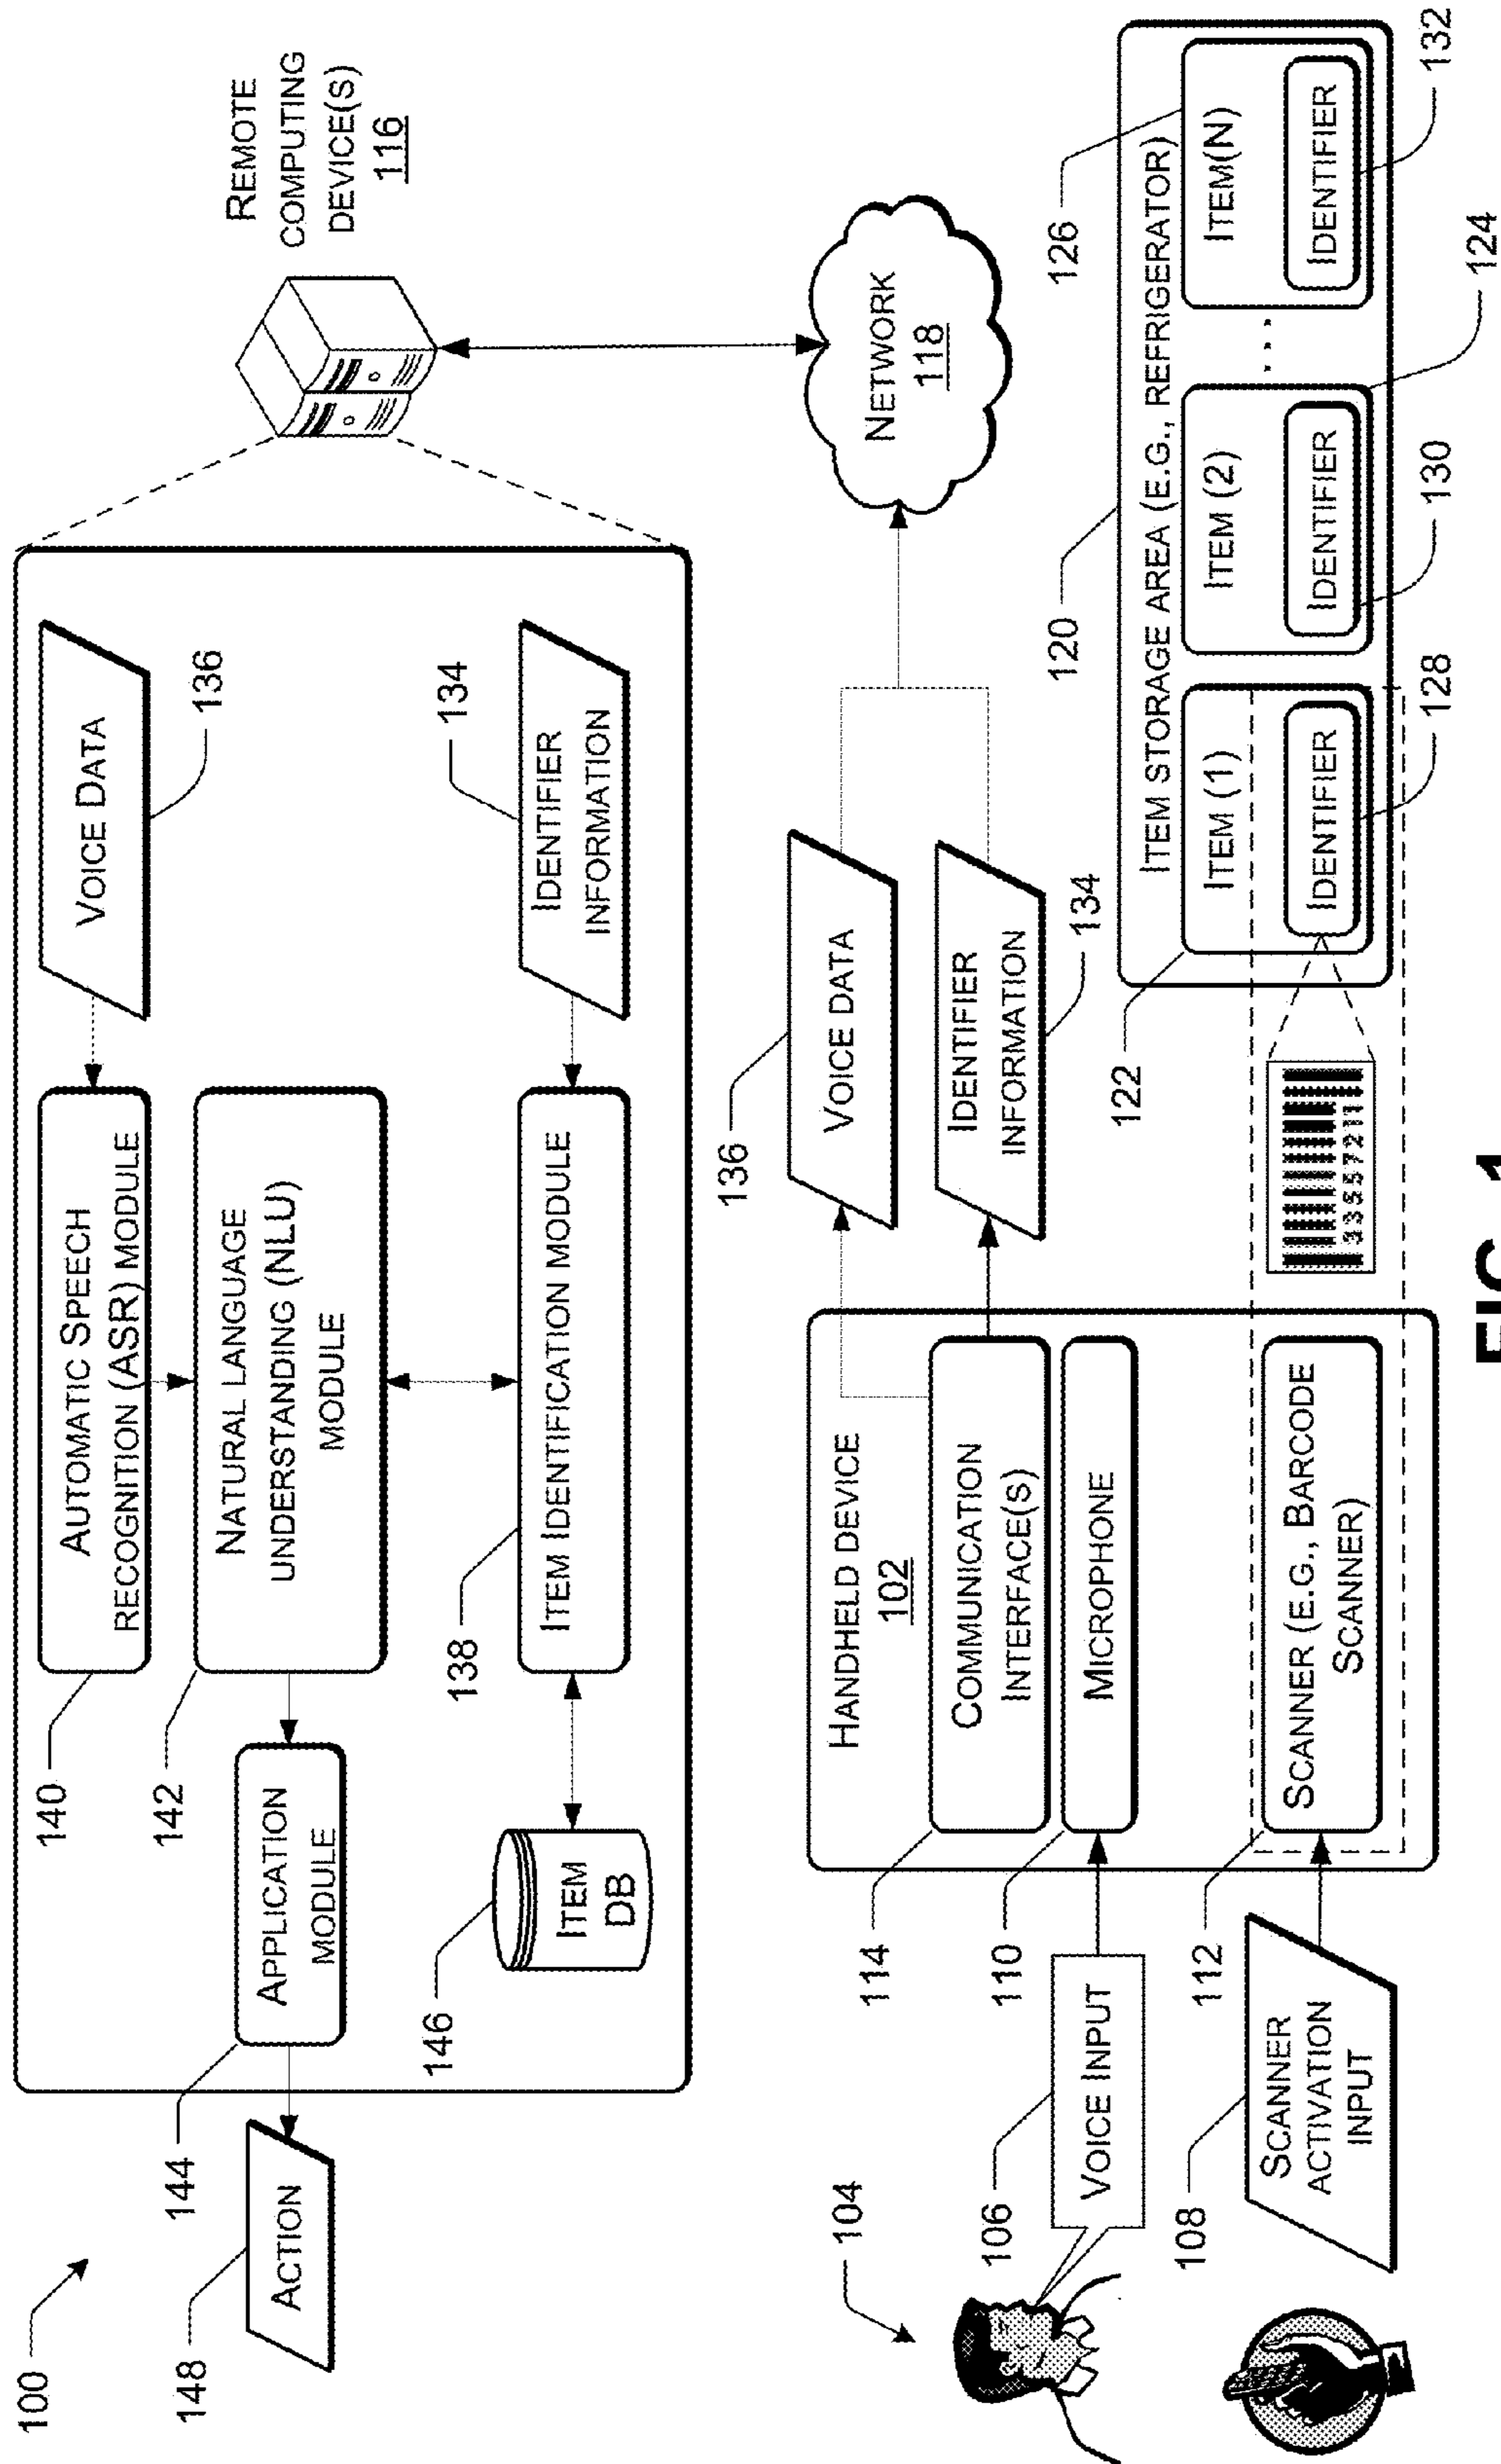 100
REMOTE
COMPUTING
DEVICE(S)
116
VOICE DATA
136
IDENTIFIER
INFORMATION
134
AUTOMATIC SPEECH
RECOGNITION (ASR) MODULE
140
NATURAL LANGUAGE
UNDERSTANDING (NLU)
MODULE
142
ITEM IDENTIFICATION MODULE
138
APPLICATION
MODULE
144
ITEM
DB
146
ACTION
148
NETWORK
118
104
VOICE INPUT
106
SCANNER
ACTIVATION
INPUT
108
HANDHELD DEVICE
102
COMMUNICATION
INTERFACE(S)
114
MICROPHONE
110
SCANNER (E.G., BARCODE
SCANNER)
112
VOICE DATA
136
IDENTIFIER
INFORMATION
134
33557211
ITEM STORAGE AREA (E.G., REFRIGERATOR)
120
ITEM (1)
122
IDENTIFIER
128
ITEM (2)
124
IDENTIFIER
130
...
ITEM(N)
126
IDENTIFIER
132
FIG. 1